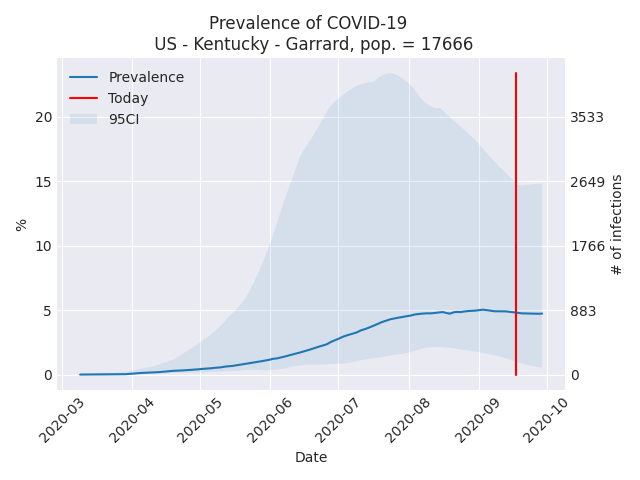 Prevalence of COVID-19
US - Kentucky - Garrard, pop. = 17666
Prevalence
Today
95CI
20
15
10
5
0
%
3533
2649
1766
883
0
# of infections
2020-03
2020-04
2020-05
2020-06
2020-07
2020-08
2020-09
2020-10
Date